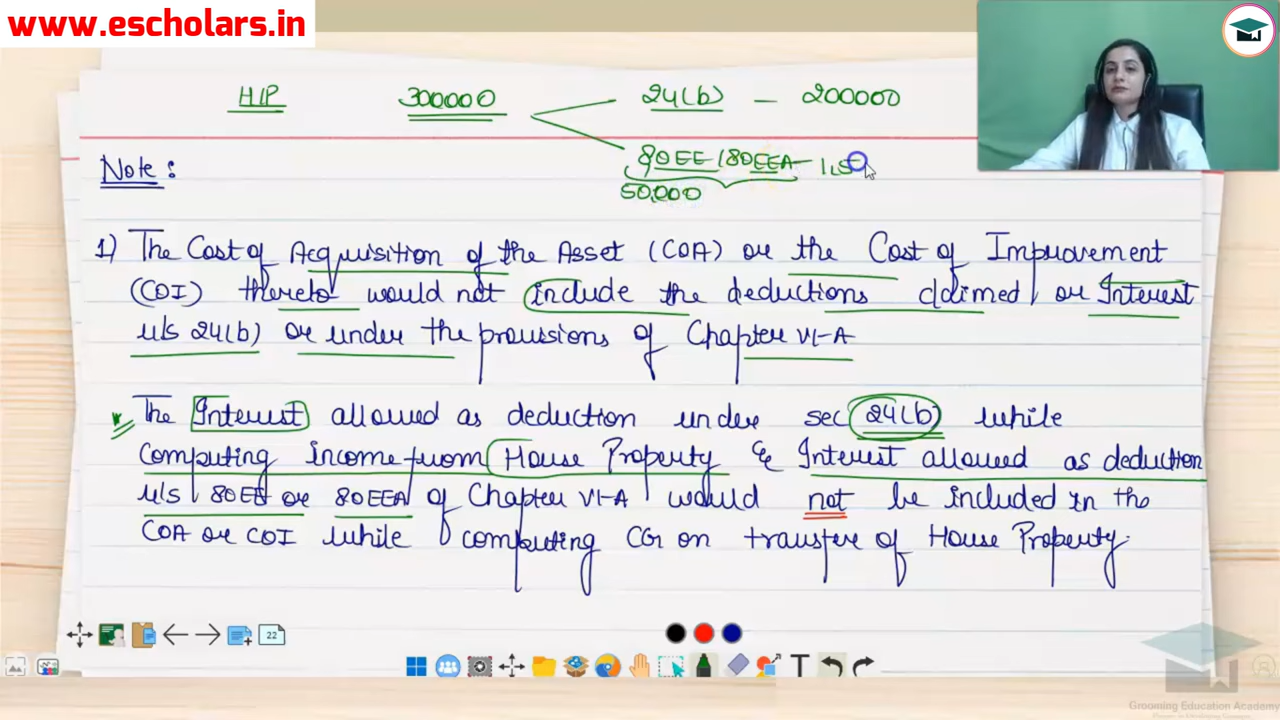 www.escholars.in
HP 300000 24(b) - 200000
80EE/80EEA - 1.50
50,000
Note:
1) The Cost of Acquisition of the Asset (COA) or the Cost of Improvement
(COI) thereto would not include the deductions claimed or Interest
u/s 24(b) or under the provisions of Chapter VI-A
The Interest allowed as deduction under sec 24(b) while
computing income from House Property & Interest allowed as deduction
u/s 80EE or 80EEA of Chapter VI-A would not be included in the
COA or COI while computing CG on transfer of House Property.
22
T
Grooming Education Academy